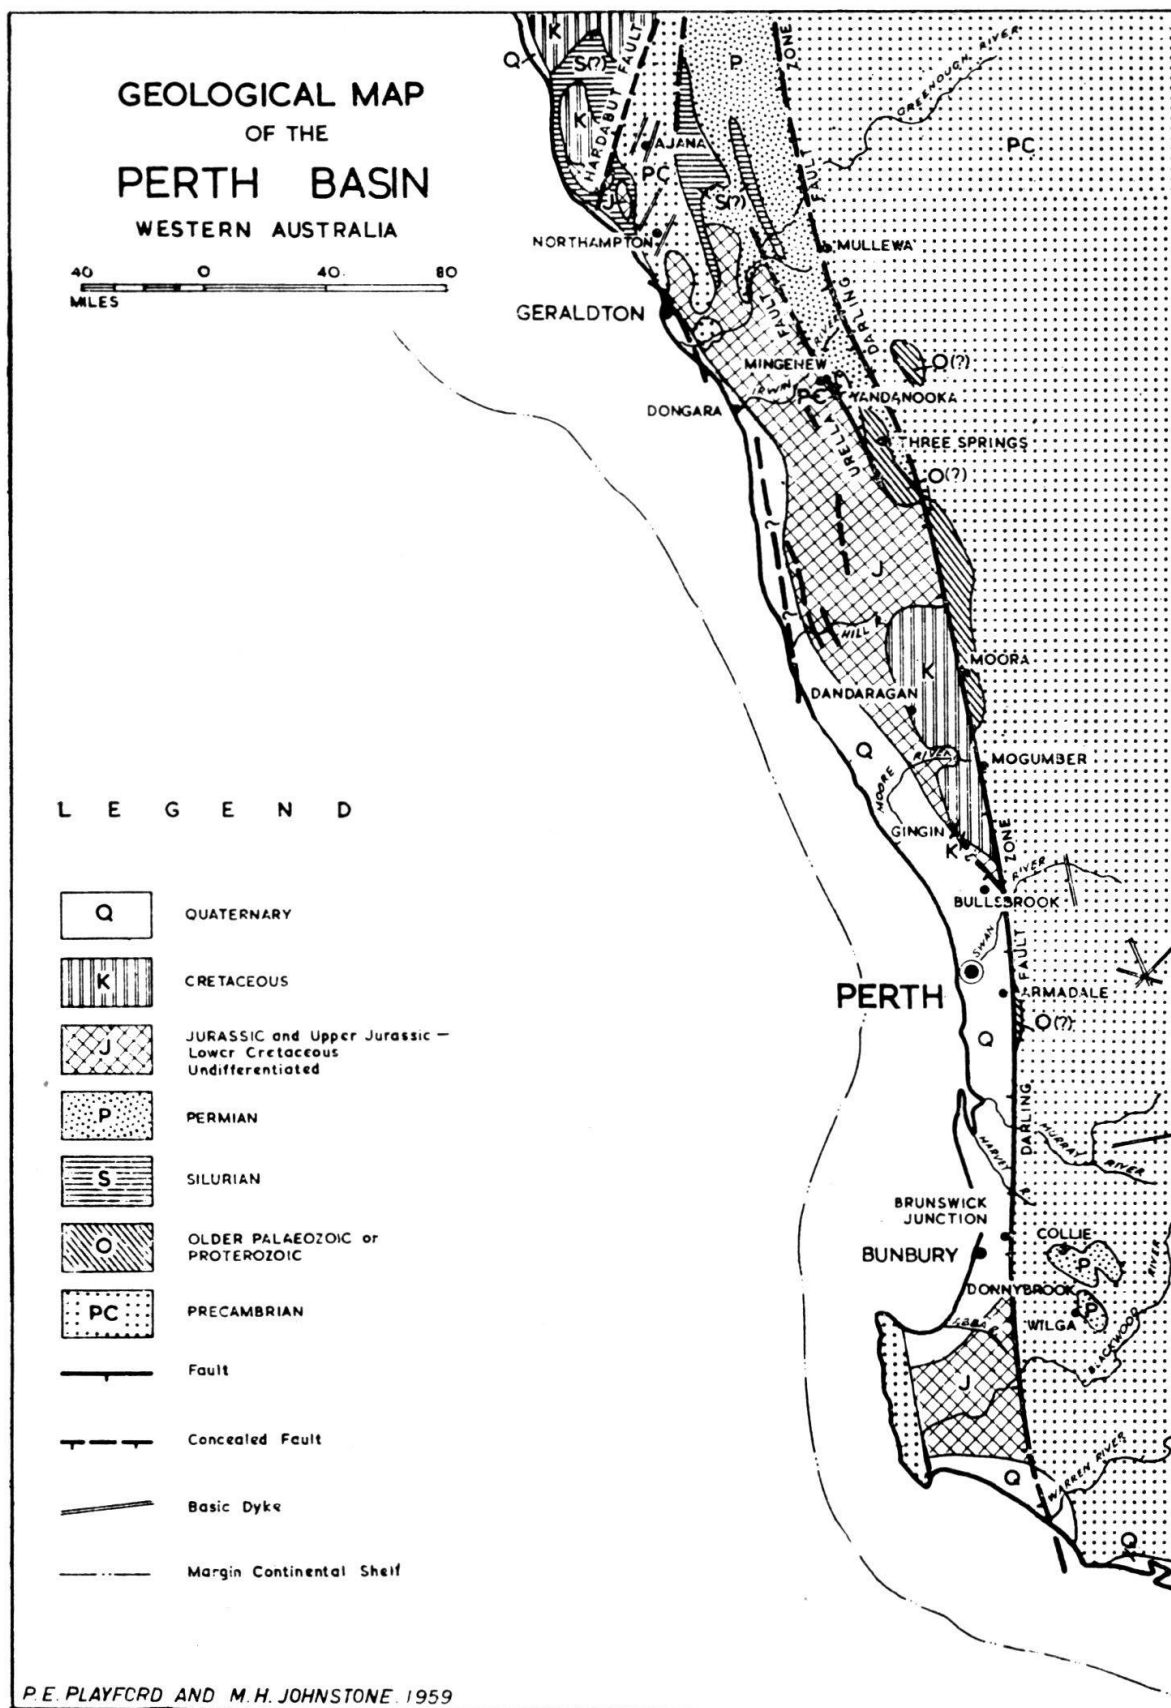 GEOLOGICAL MAP
OF THE
PERTH BASIN
WESTERN AUSTRALIA
40 0 40. 80
MILES
K
Q
S(?)
HARDABUT FAULT
K
P
ZONE
GREENOUGH RIVER
PC
AJANA
PC
J
S(?)
FAULT
NORTHAMPTON
MULLEWA
GERALDTON
FAULT
RIVER
DARLING
MINGENEW
O(?)
IRWIN
PC
YANDANOOKA
DONGARA
URELLA
THREE SPRINGS
O(?)
?
J
?
HILL R.
MOORA
K
DANDARAGAN
Q
RIVER
MOGUMBER
MOORE
GINGIN
K
ZONE
RIVER
BULLSBROOK
SWAN
FAULT
PERTH
ARMADALE
O(?)
Q
DARLING
HARVEY
MURRAY
RIVER
BRUNSWICK
JUNCTION
COLLIE
P
RIVER
BUNBURY
DONNYBROOK
P
WILGA
BLACKWOOD
J
Q
WARREN RIVER
Q
L E G E N D
Q QUATERNARY
K CRETACEOUS
J JURASSIC and Upper Jurassic –
Lower Cretaceous
Undifferentiated
P PERMIAN
S SILURIAN
O OLDER PALAEOZOIC or
PROTEROZOIC
PC PRECAMBRIAN
Fault
Concealed Fault
Basic Dyke
Margin Continental Shelf
P.E. PLAYFORD AND M.H. JOHNSTONE. 1959